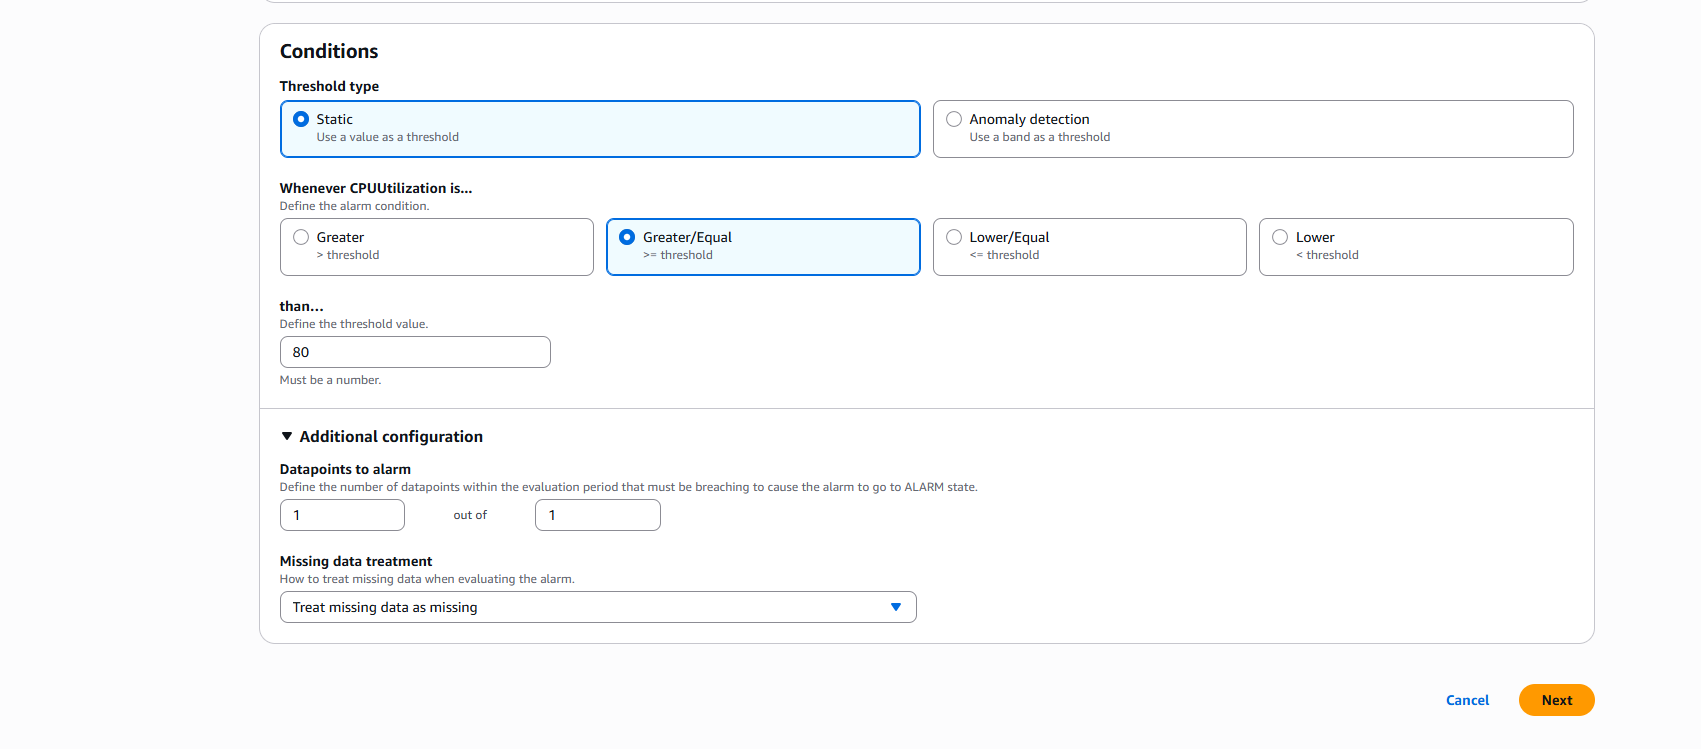 Conditions
Threshold type
Static
Use a value as a threshold
Anomaly detection
Use a band as a threshold
Whenever CPUUtilization is...
Define the alarm condition.
Greater
> threshold
Greater/Equal
>= threshold
Lower/Equal
<= threshold
Lower
< threshold
than...
Define the threshold value.
80
Must be a number.
Additional configuration
Datapoints to alarm
Define the number of datapoints within the evaluation period that must be breaching to cause the alarm to go to ALARM state.
1 out of 1
Missing data treatment
How to treat missing data when evaluating the alarm.
Treat missing data as missing
Cancel Next